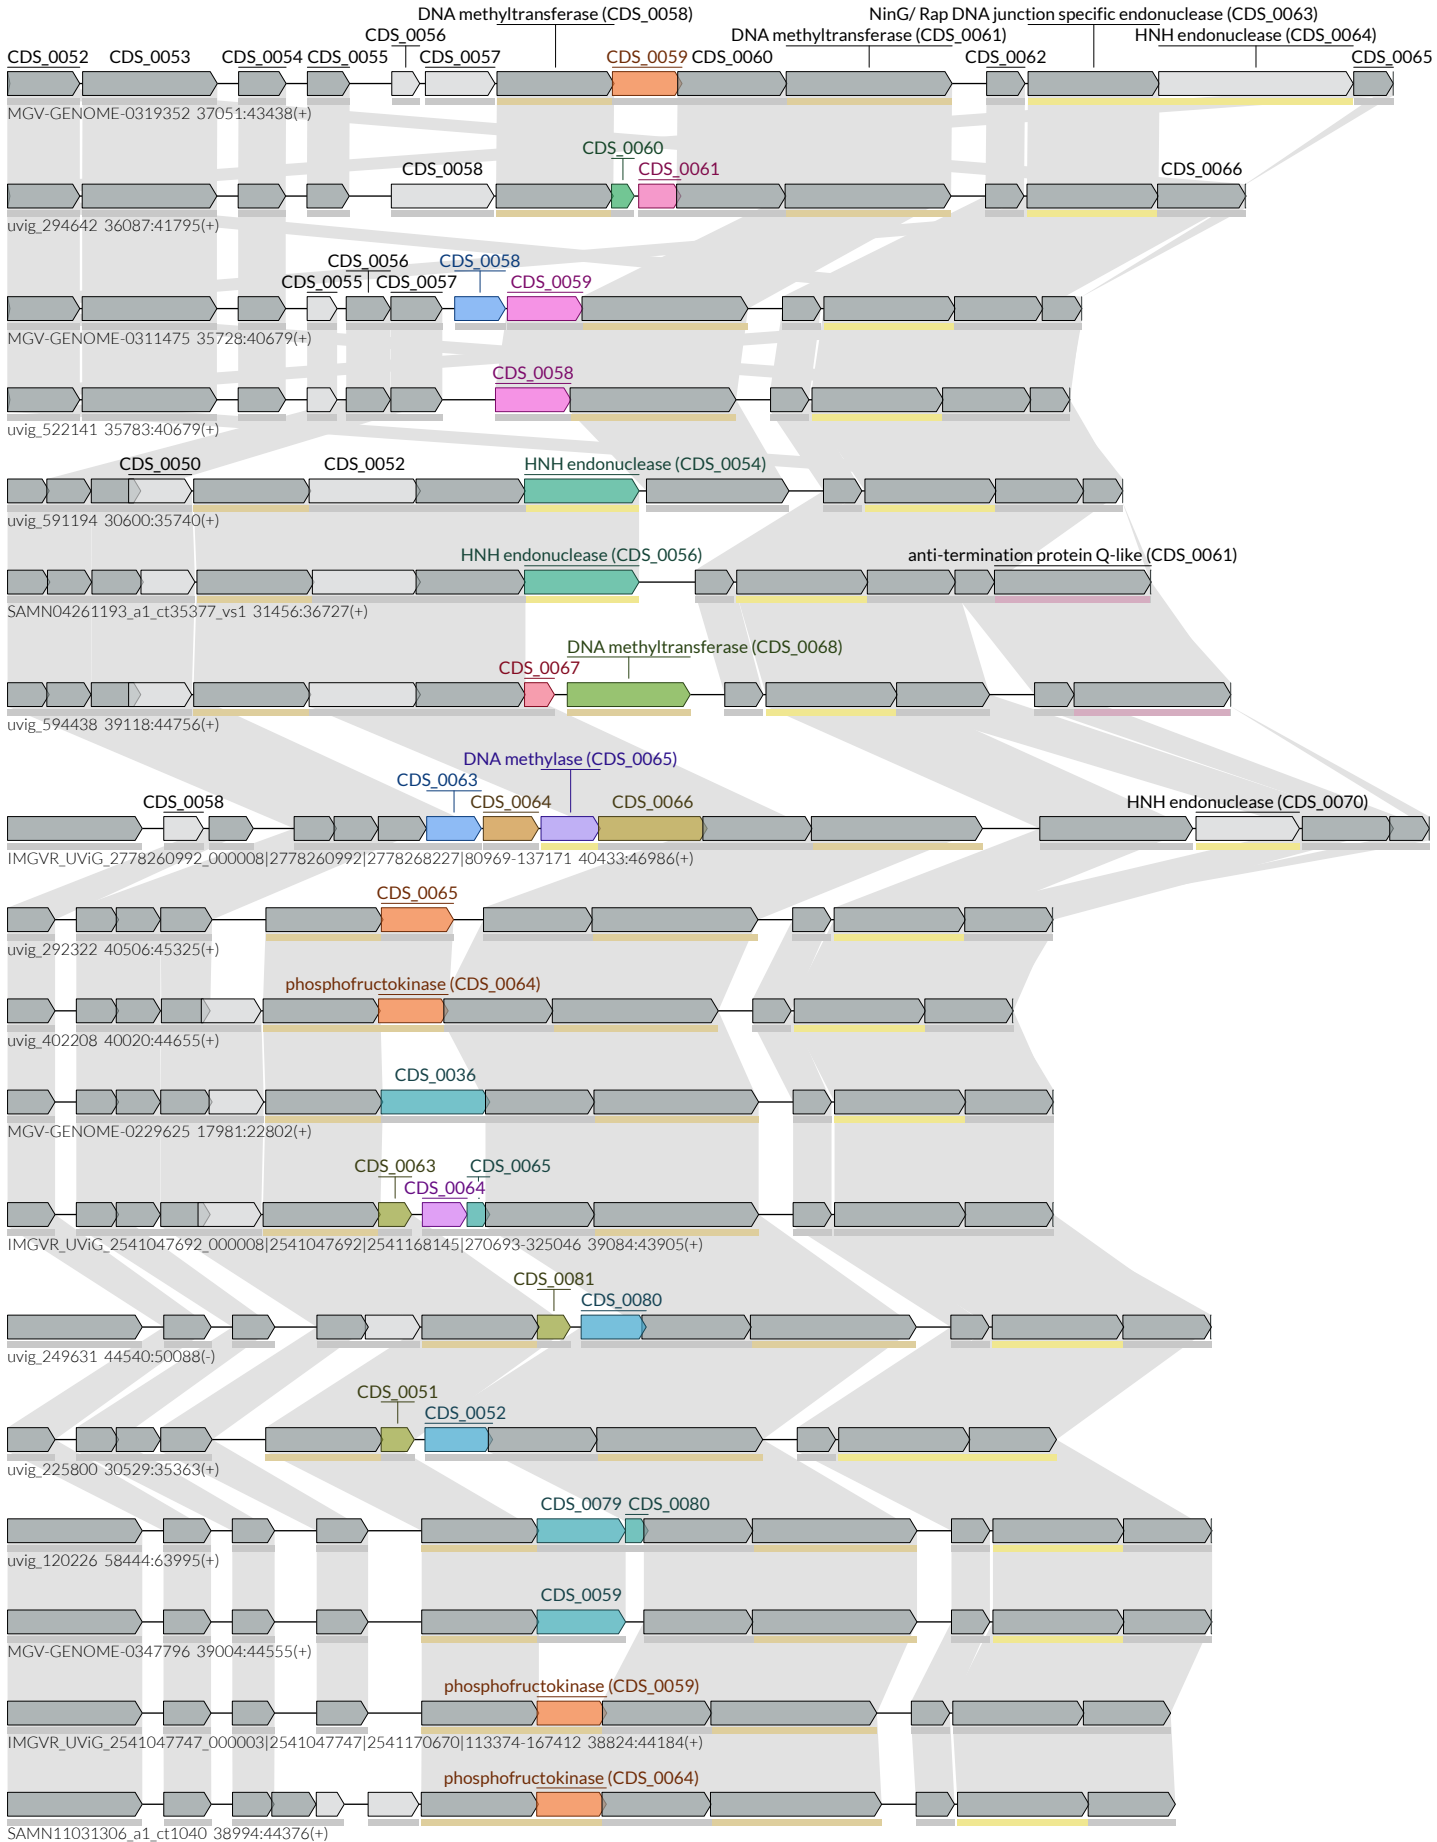 DNA methyltransferase (CDS_0058) NinG/ Rap DNA junction specific endonuclease (CDS_0063)
CDS_0056 DNA methyltransferase (CDS_0061) HNH endonuclease (CDS_0064)
CDS_0052 CDS_0053 CDS_0054 CDS_0055 CDS_0057 CDS_0059 CDS_0060 CDS_0062 CDS_0065
MGV-GENOME-0319352 37051:43438(+)
CDS_0060
CDS_0058 CDS_0061 CDS_0066
uvig_294642 36087:41795(+)
CDS_0056 CDS_0058
CDS_0055 CDS_0057 CDS_0059
MGV-GENOME-0311475 35728:40679(+)
CDS_0058
uvig_522141 35783:40679(+)
CDS_0050 CDS_0052 HNH endonuclease (CDS_0054)
uvig_591194 30600:35740(+)
HNH endonuclease (CDS_0056) anti-termination protein Q-like (CDS_0061)
SAMN04261193_a1_ct35377_vs1 31456:36727(+)
DNA methyltransferase (CDS_0068)
CDS_0067
uvig_594438 39118:44756(+)
DNA methylase (CDS_0065)
CDS_0063
CDS_0058 CDS_0064 CDS_0066 HNH endonuclease (CDS_0070)
IMGVR_UViG_2778260992_000008|2778260992|2778268227|80969-137171 40433:46986(+)
CDS_0065
uvig_292322 40506:45325(+)
phosphofructokinase (CDS_0064)
uvig_402208 40020:44655(+)
CDS_0036
MGV-GENOME-0229625 17981:22802(+)
CDS_0063 CDS_0065
CDS_0064
IMGVR_UViG_2541047692_000008|2541047692|2541168145|270693-325046 39084:43905(+)
CDS_0081
CDS_0080
uvig_249631 44540:50088(-)
CDS_0051
CDS_0052
uvig_225800 30529:35363(+)
CDS_0079 CDS_0080
uvig_120226 58444:63995(+)
CDS_0059
MGV-GENOME-0347796 39004:44555(+)
phosphofructokinase (CDS_0059)
IMGVR_UViG_2541047747_000003|2541047747|2541170670|113374-167412 38824:44184(+)
phosphofructokinase (CDS_0064)
SAMN11031306_a1_ct1040 38994:44376(+)